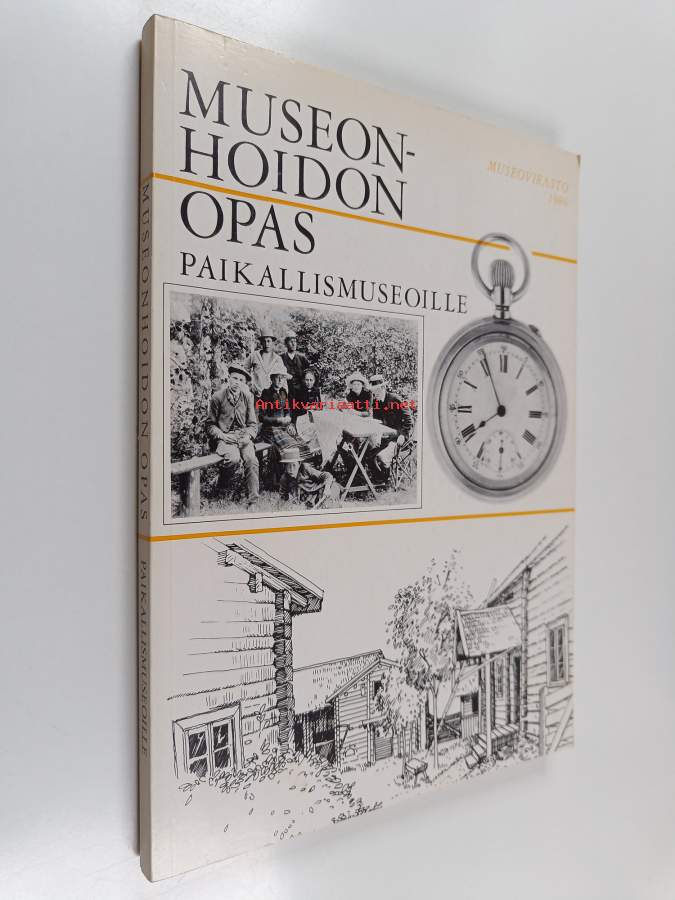 MUSEON-
HOIDON
OPAS
PAIKALLISMUSEOILLE
MUSEOVIRASTO
Antikvariaatti.net
MUSEONHOIDON OPAS PAIKALLISMUSEOILLE